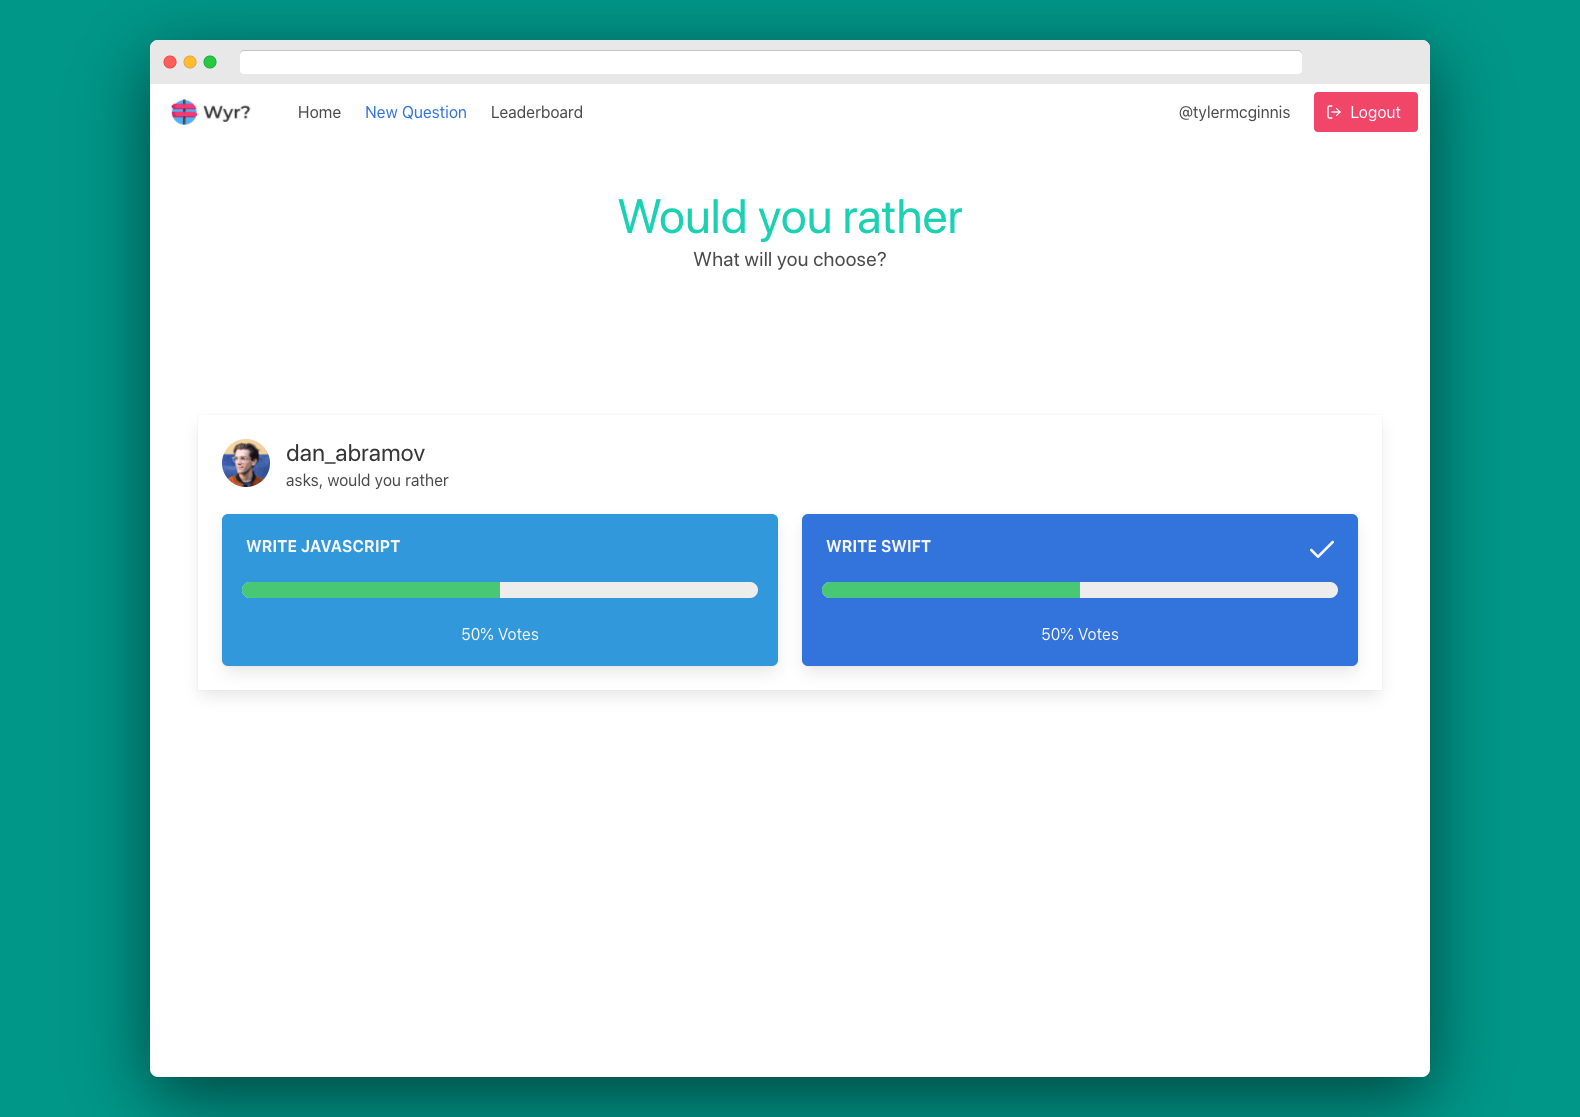 Wyr?
Home
New Question
Leaderboard
@tylermcginnis
Logout
Would you rather
What will you choose?
dan_abramov
asks, would you rather
WRITE JAVASCRIPT
50% Votes
WRITE SWIFT
50% Votes